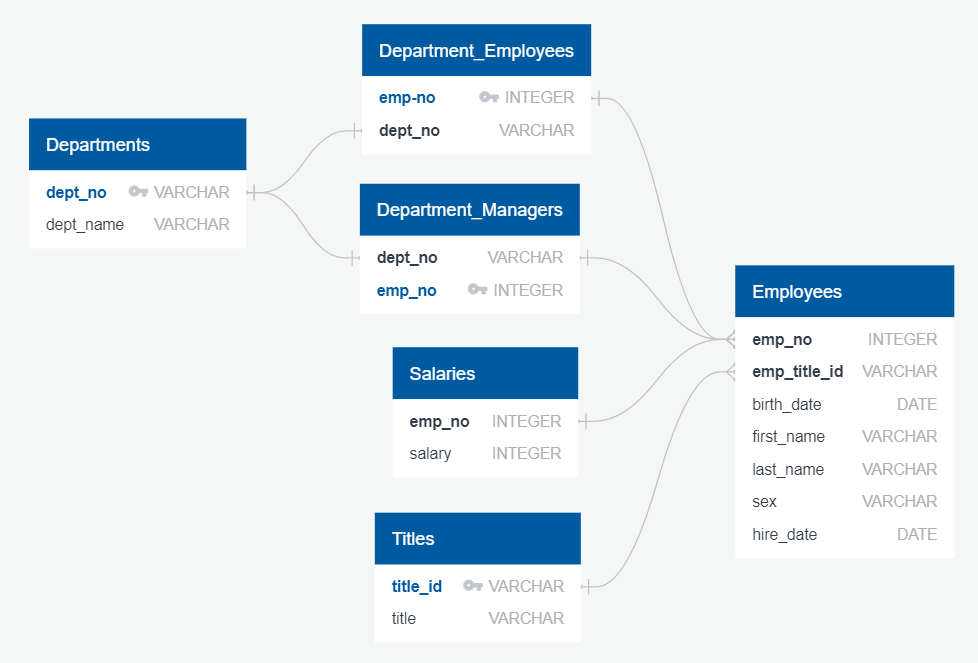 Department_Employees
emp-no INTEGER
dept_no VARCHAR
Departments
dept_no VARCHAR
dept_name VARCHAR
Department_Managers
dept_no VARCHAR
emp_no INTEGER
Employees
emp_no INTEGER
emp_title_id VARCHAR
birth_date DATE
first_name VARCHAR
last_name VARCHAR
sex VARCHAR
hire_date DATE
Salaries
emp_no INTEGER
salary INTEGER
Titles
title_id VARCHAR
title VARCHAR